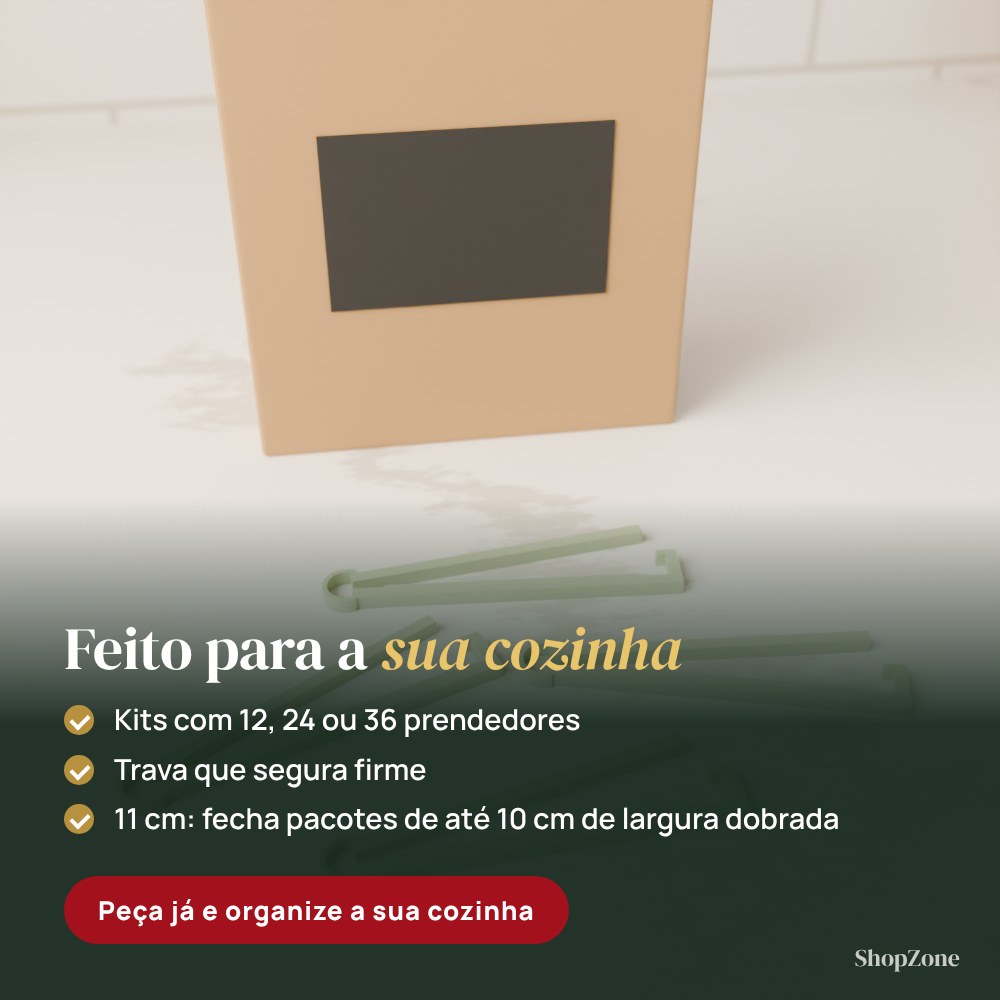 Feito para a sua cozinha
Kits com 12, 24 ou 36 prendedores
Trava que segura firme
11 cm: fecha pacotes de até 10 cm de largura dobrada
Peça já e organize a sua cozinha
ShopZone